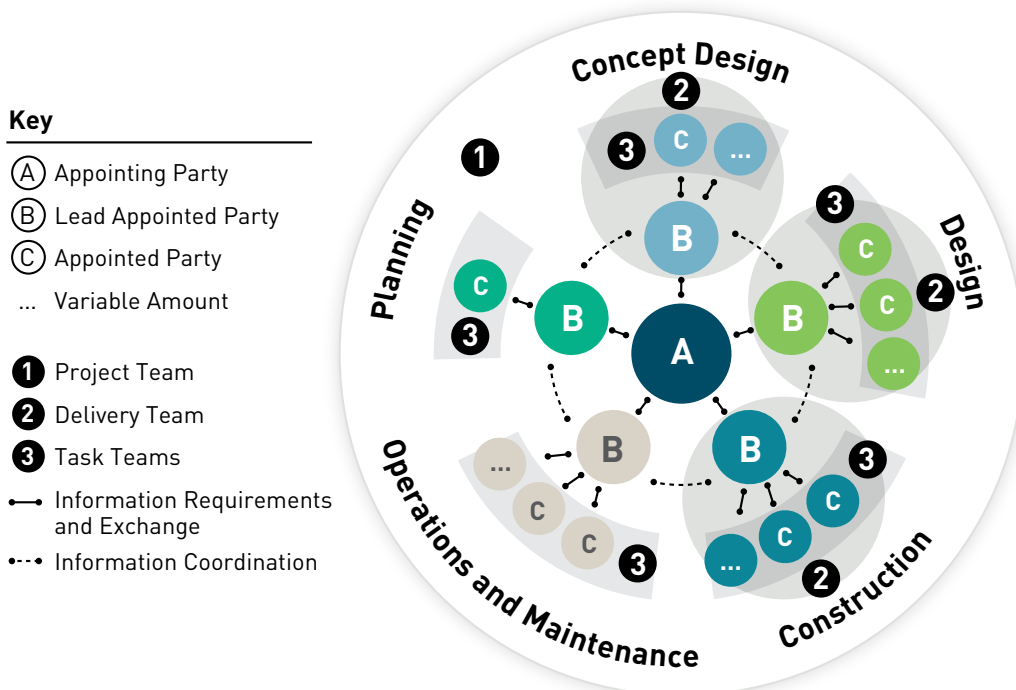 Key
A Appointing Party
B Lead Appointed Party
C Appointed Party
... Variable Amount
1 Project Team
2 Delivery Team
3 Task Teams
Information Requirements
and Exchange
Information Coordination
Concept Design
2
3
C
...
B
1
Planning
C
3
B
A
Design
3
C
2
C
...
B
Operations and Maintenance
B
...
C
C
3
Construction
B
3
C
C
...
2